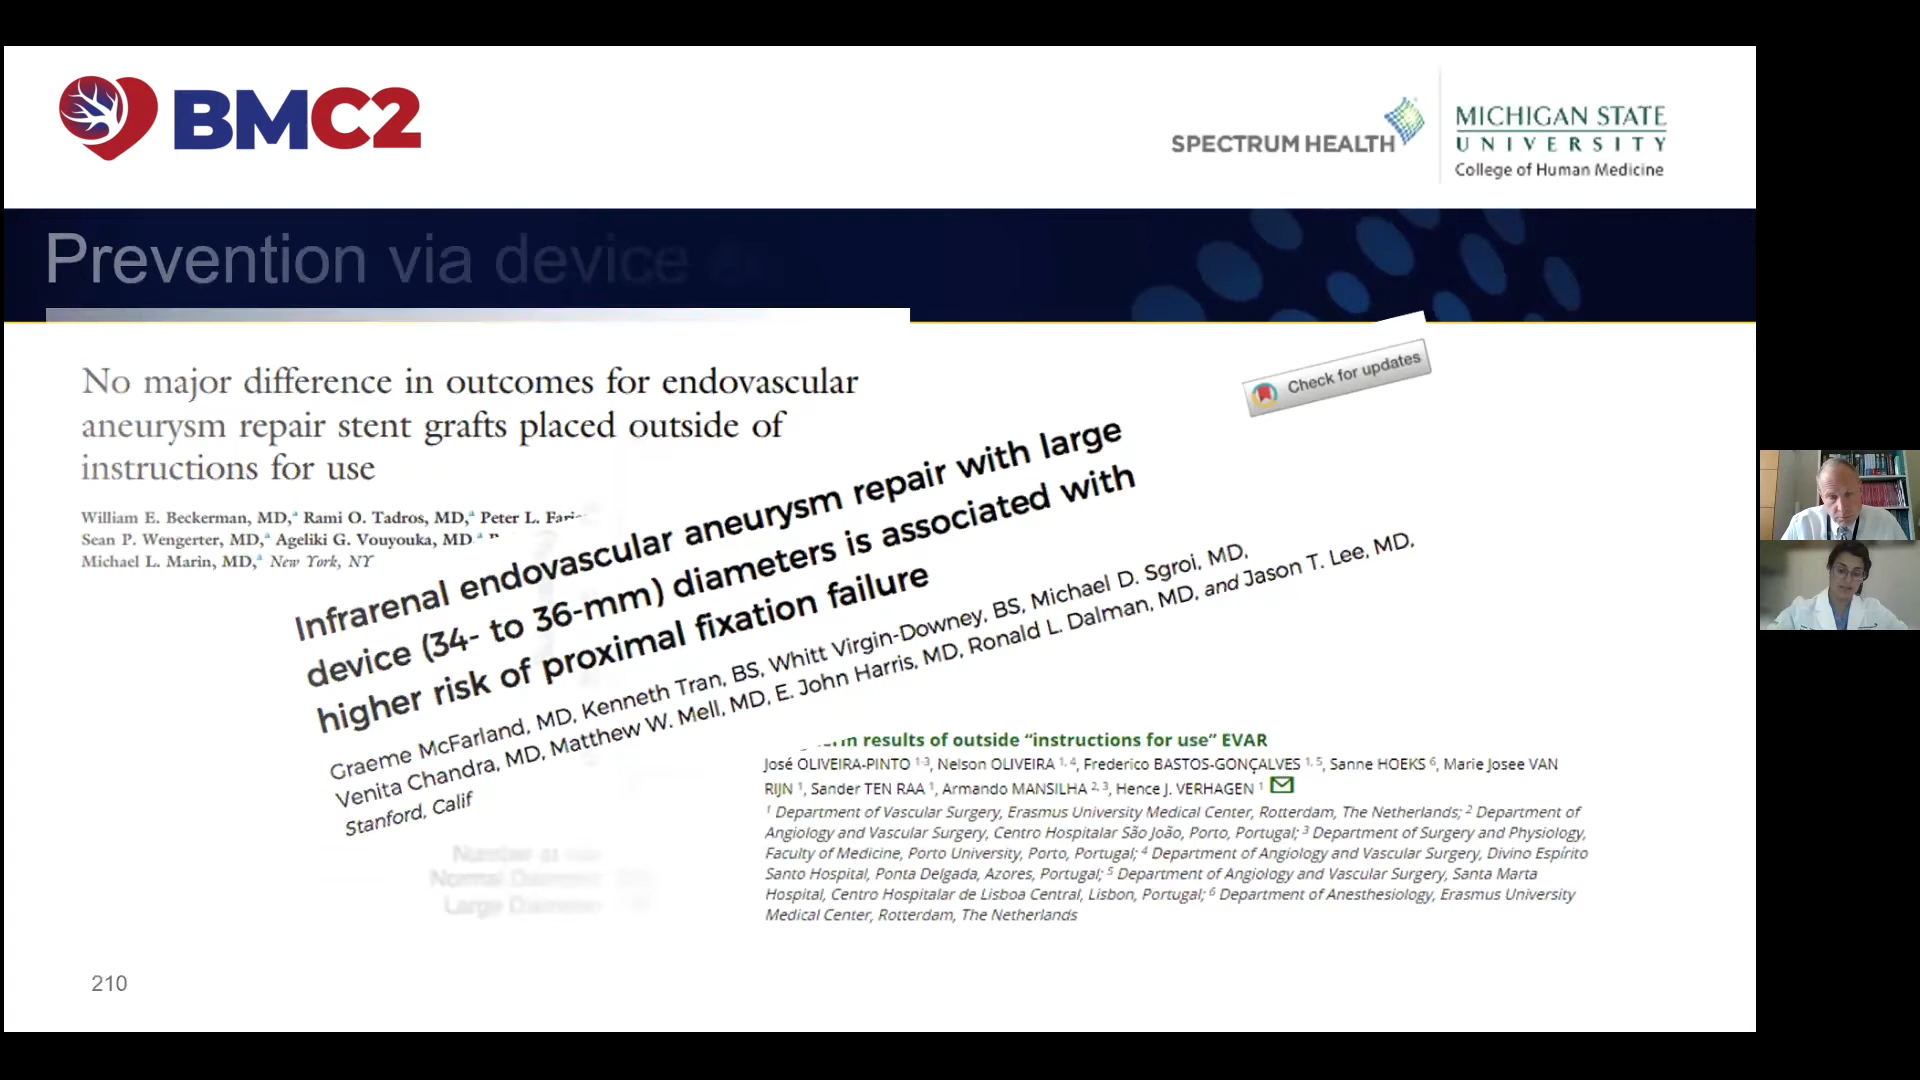 BMC2
SPECTRUM HEALTH
MICHIGAN STATE
UNIVERSITY
College of Human Medicine
Prevention via device
No major difference in outcomes for endovascular
aneurysm repair stent grafts placed outside of
instructions for use
William E. Beckerman, MD,ᵃ Rami O. Tadros, MD,ᵃ Peter L.
Sean P. Wengerter, MD,ᵃ Ageliki G. Vouyouka, MD
Michael L. Marin, MD,ᵃ New York, NY
Check for updates
Infrarenal endovascular aneurysm repair with large
device (34- to 36-mm) diameters is associated with
higher risk of proximal fixation failure
Graeme McFarland, MD, Kenneth Tran, BS, Whitt Virgin-Downey, BS, Michael D. Sgroi, MD,
Venita Chandra, MD, Matthew W. Mell, MD, E. John Harris, MD, Ronald L. Dalman, MD, and Jason T. Lee, MD,
Stanford, Calif
results of outside “instructions for use” EVAR
José OLIVEIRA-PINTO ¹⁻³, Nelson OLIVEIRA ¹,⁴, Frederico BASTOS-GONÇALVES ¹,⁵, Sanne HOEKS ⁶, Marie Josee VAN
RIJN ¹, Sander TEN RAA ¹, Armando MANSILHA ²,³, Hence J. VERHAGEN ¹
¹ Department of Vascular Surgery, Erasmus University Medical Center, Rotterdam, The Netherlands; ² Department of
Angiology and Vascular Surgery, Centro Hospitalar São João, Porto, Portugal; ³ Department of Surgery and Physiology,
Faculty of Medicine, Porto University, Porto, Portugal; ⁴ Department of Angiology and Vascular Surgery, Divino Espírito
Santo Hospital, Ponta Delgada, Azores, Portugal; ⁵ Department of Angiology and Vascular Surgery, Santa Marta
Hospital, Centro Hospitalar de Lisboa Central, Lisbon, Portugal; ⁶ Department of Anesthesiology, Erasmus University
Medical Center, Rotterdam, The Netherlands
210